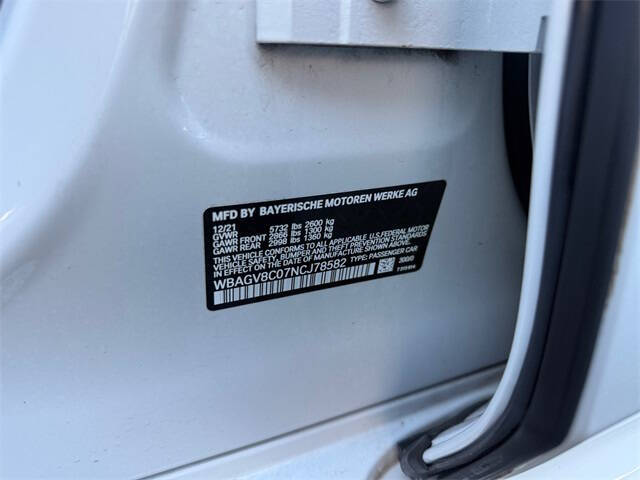 MFD BY BAYERISCHE MOTOREN WERKE AG
12/21 5732 lbs 2600 kg
GVWR
GAWR FRONT 2866 lbs 1300 kg
GAWR REAR 2998 lbs 1360 kg
THIS VEHICLE CONFORMS TO ALL APPLICABLE U.S. FEDERAL MOTOR
VEHICLE SAFETY, BUMPER AND THEFT PREVENTION STANDARDS
IN EFFECT ON THE DATE OF MANUFACTURE SHOWN ABOVE.
WBAGV8C07NCJ78582 TYPE: PASSENGER CAR
300/0